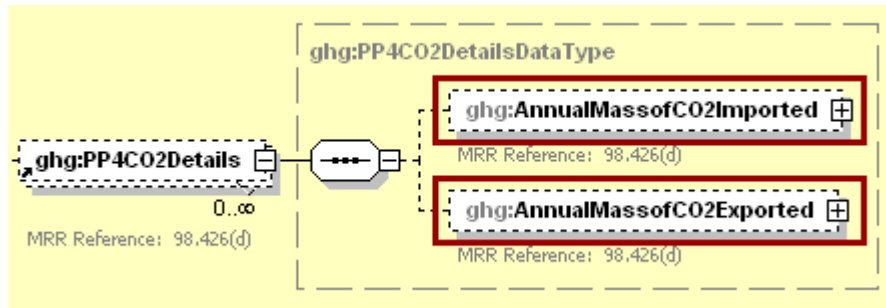 ghg:PP4CO2DetailsDataType
ghg:AnnualMassofCO2Imported
MRR Reference: 98.426(d)
ghg:PP4CO2Details
0..∞
MRR Reference: 98.426(d)
ghg:AnnualMassofCO2Exported
MRR Reference: 98.426(d)